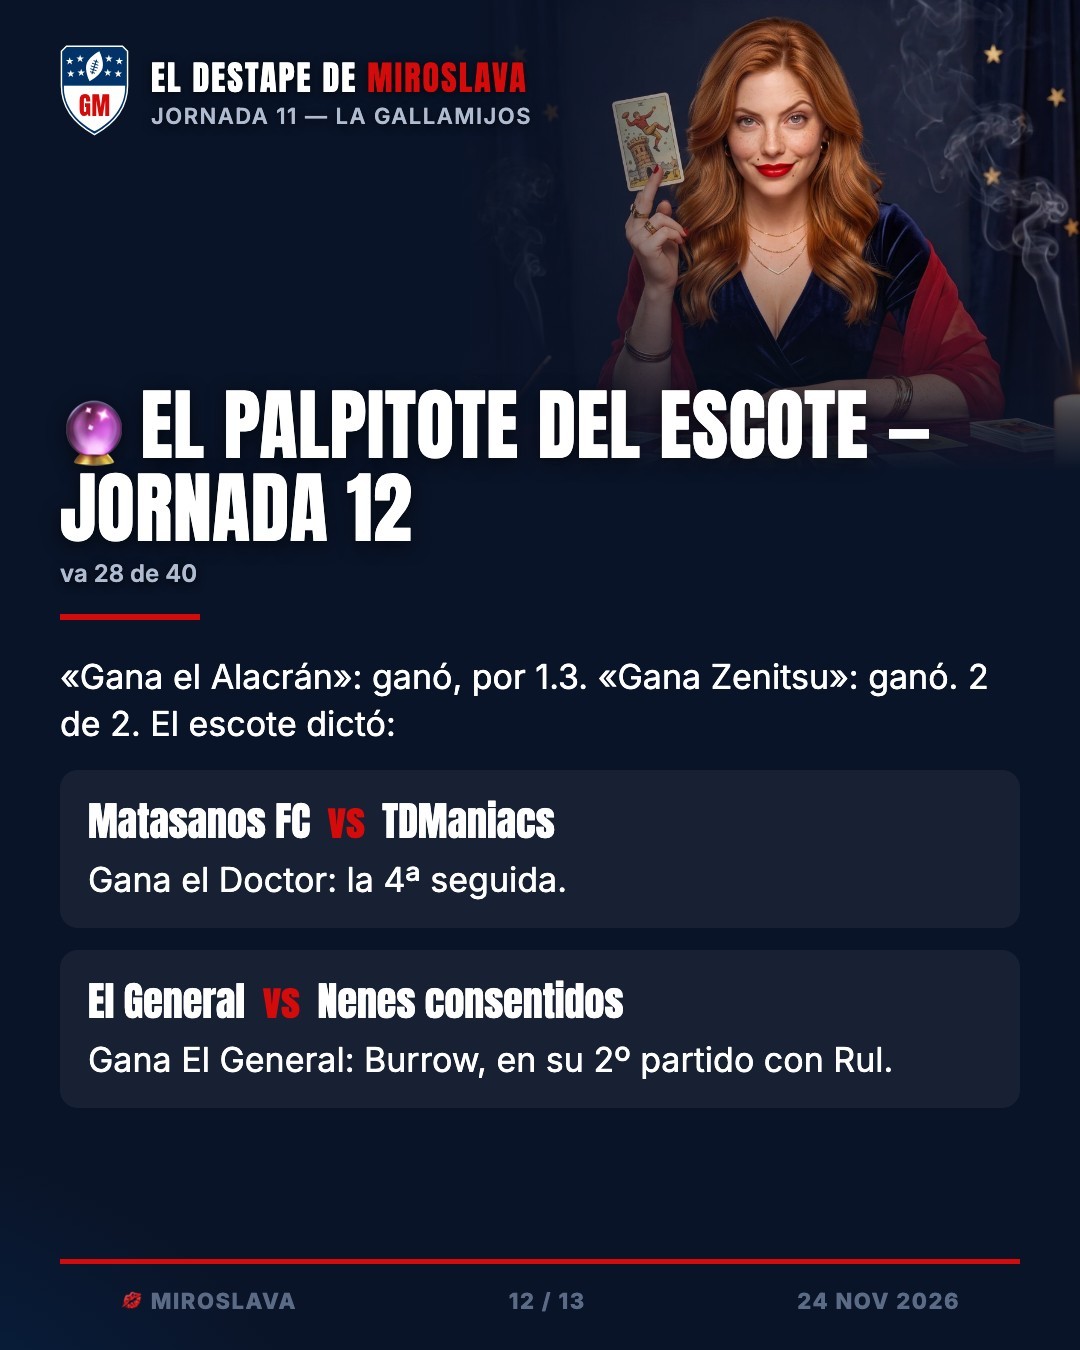 GM
EL DESTAPE DE MIROSLAVA
JORNADA 11 — LA GALLAMIJOS
EL PALPITOTE DEL ESCOTE –
JORNADA 12
va 28 de 40
«Gana el Alacrán»: ganó, por 1.3. «Gana Zenitsu»: ganó. 2
de 2. El escote dictó:
Matasanos FC vs TDManiacs
Gana el Doctor: la 4ª seguida.
El General vs Nenes consentidos
Gana El General: Burrow, en su 2º partido con Rul.
MIROSLAVA
12 / 13
24 NOV 2026